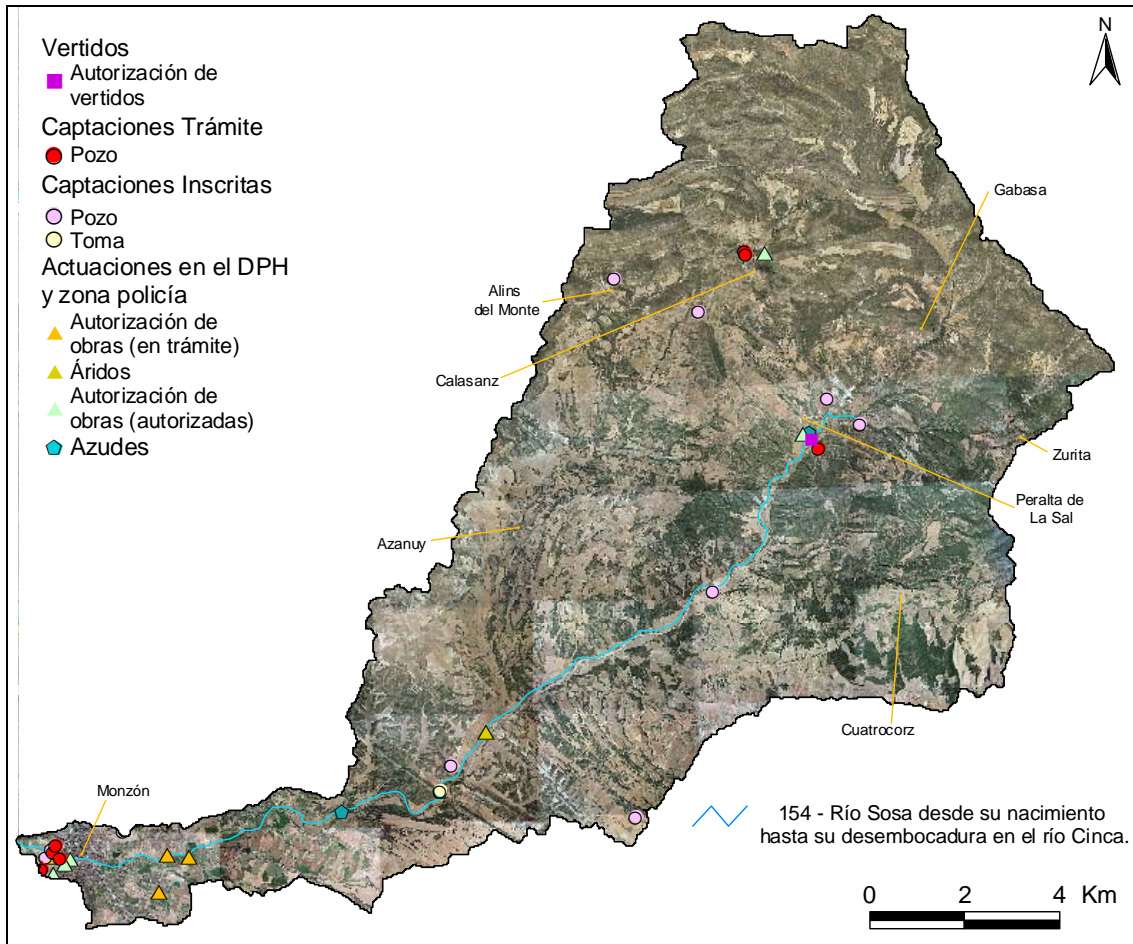 Vertidos
Autorización de
vertidos
Captaciones Trámite
Pozo
Captaciones Inscritas
Pozo
Toma
Actuaciones en el DPH
y zona policía
Autorización de
obras (en trámite)
Áridos
Autorización de
obras (autorizadas)
Azudes
N
Gabasa
Alins
del Monte
Calasanz
Zurita
Peralta de
La Sal
Azanuy
Cuatrocorz
Monzón
154 - Río Sosa desde su nacimiento
hasta su desembocadura en el río Cinca.
0 2 4 Km